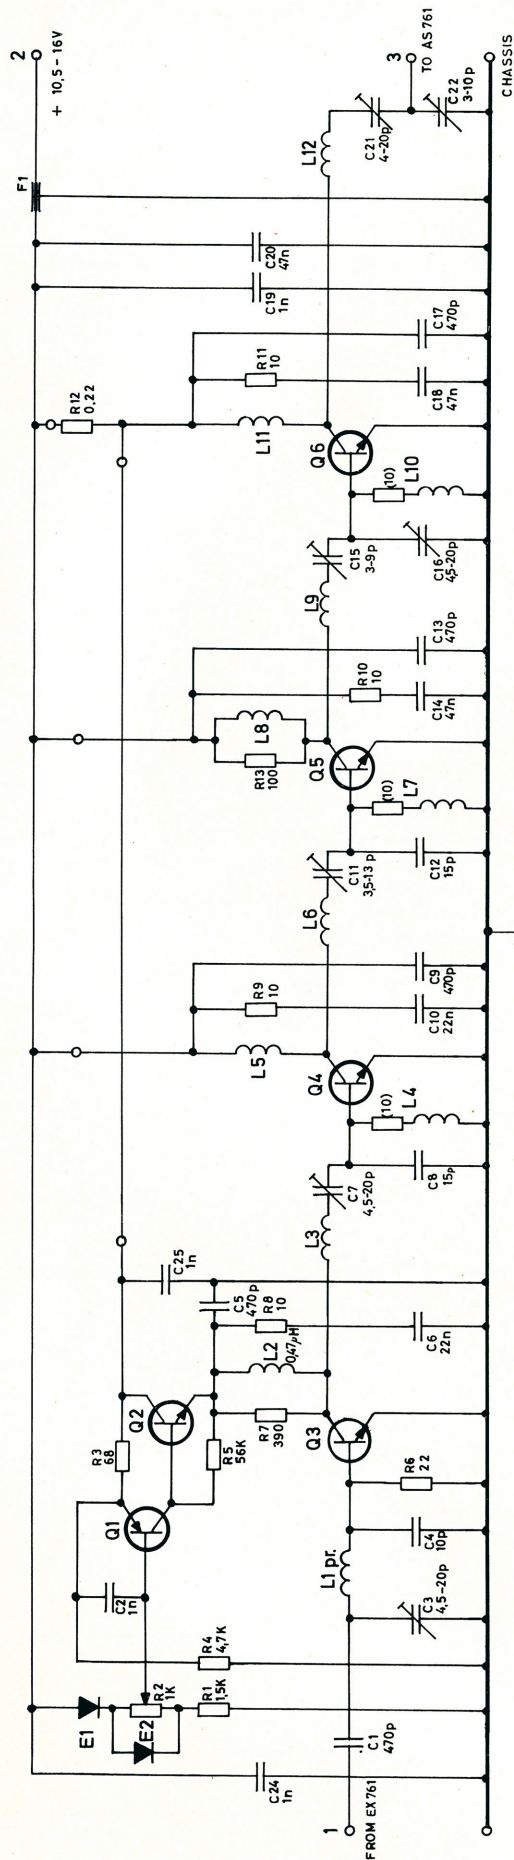 2
+ 10,5-16V
F1
3
TO AS761
CHASSIS
C22
3-10p
C21
4-20p
L12
C20
47n
C19
1n
C17
470p
R11
10
C18
47n
R12
0,22
L11
Q6
(10)
L10
C15
3-9p
C16
4,5-20p
L9
C13
470p
R10
10
C14
47n
L8
R13
100
Q5
(10)
L7
C11
3,5-13 p
C12
15p
L6
C9
470p
R9
10
C10
22n
L5
Q4
(10)
L4
C7
4,5-20p
C8
15p
L3
C25
1n
C5
470p
R8
10
L2
0,47µH
C6
22n
Q2
R3
68
R5
56K
R7
390
Q3
R6
22
Q1
C2
1n
C4
10p
L1 pr.
C3
4,5-20p
R4
4,7K
R2
1K
R1
1,5K
E1
E2
C1
470p
C24
1n
1
FROM EX761